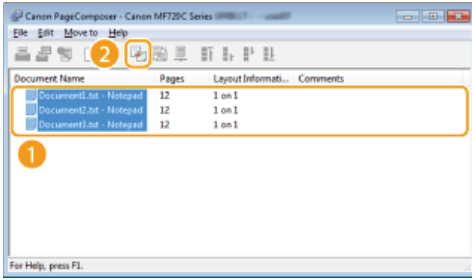 Canon PageComposer - Canon MF720C Series
File Edit Move to Help
2
Document Name Pages Layout Informati... Comments
Document1.txt - Notepad 12 1 on 1
Document2.txt - Notepad 12 1 on 1
Document3.txt - Notepad 12 1 on 1
1
For Help, press F1.